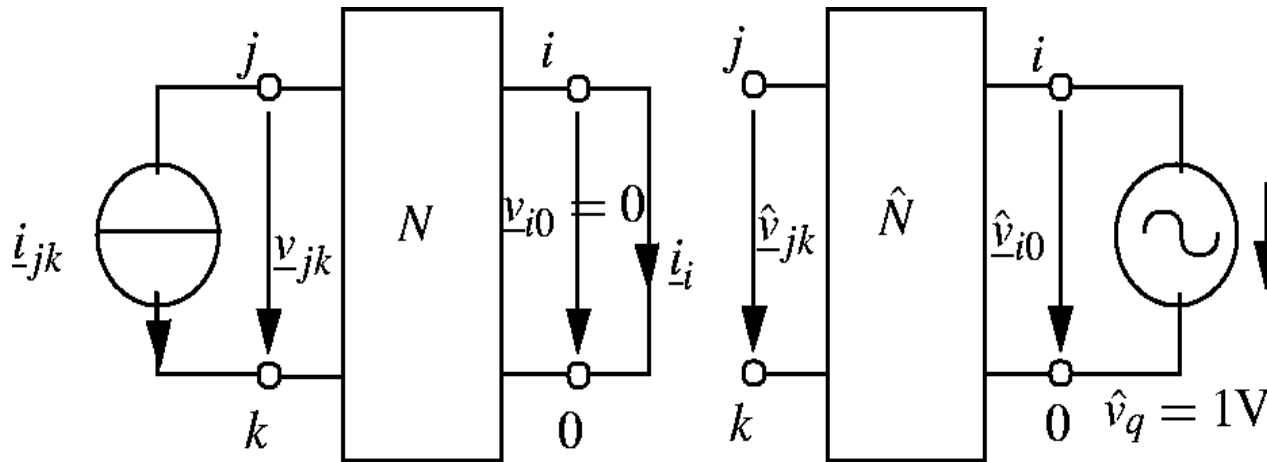 j
i
i_jk
v_jk
N
v_i0 = 0
i_i
k
0
j
i
v̂_jk
N̂
v̂_i0
k
0
v̂_q = 1V